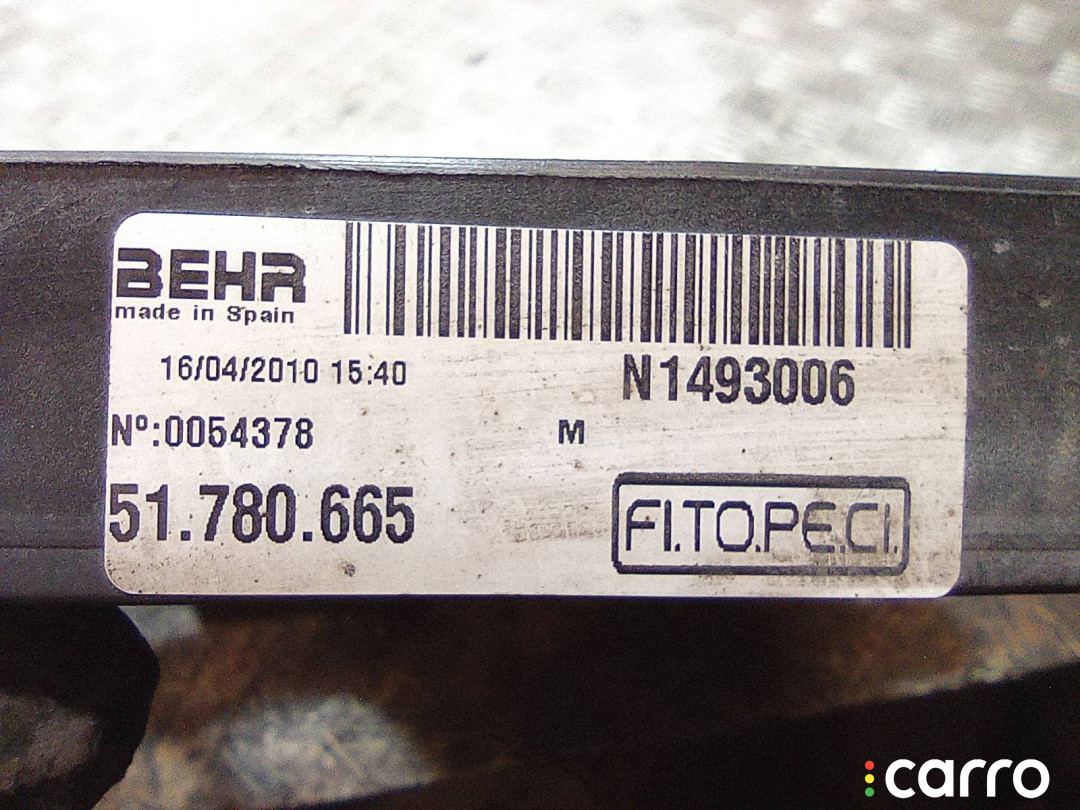 BEHR
made in Spain
16/04/2010 15:40
N1493006
Nº:0054378
M
51.780.665
FI.TO.PE.CI.
carro